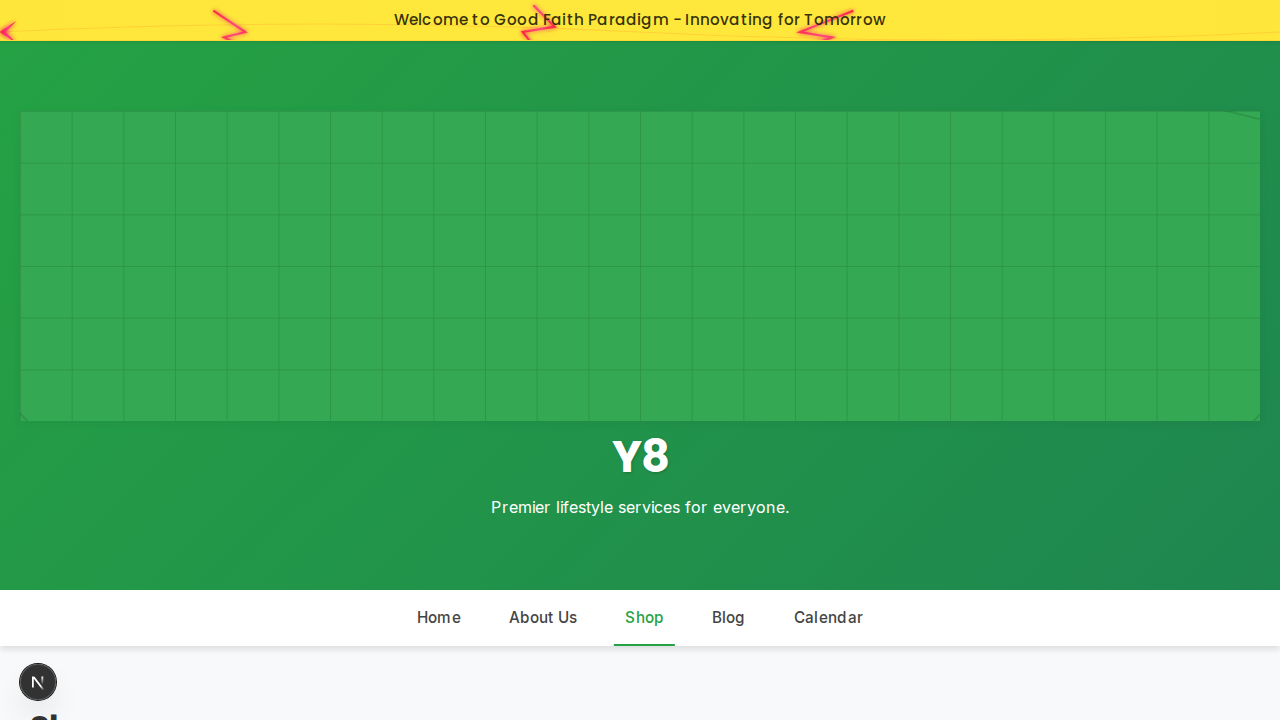 Welcome to Good Faith Paradigm - Innovating for Tomorrow
Y8
Premier lifestyle services for everyone.
Home
About Us
Shop
Blog
Calendar
N